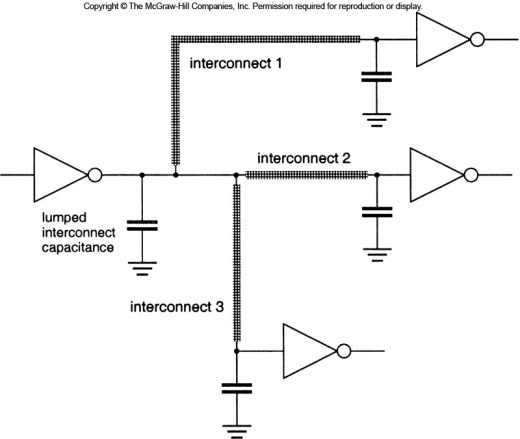 Copyright © The McGraw-Hill Companies, Inc. Permission required for reproduction or display.
interconnect 1
interconnect 2
lumped
interconnect
capacitance
interconnect 3